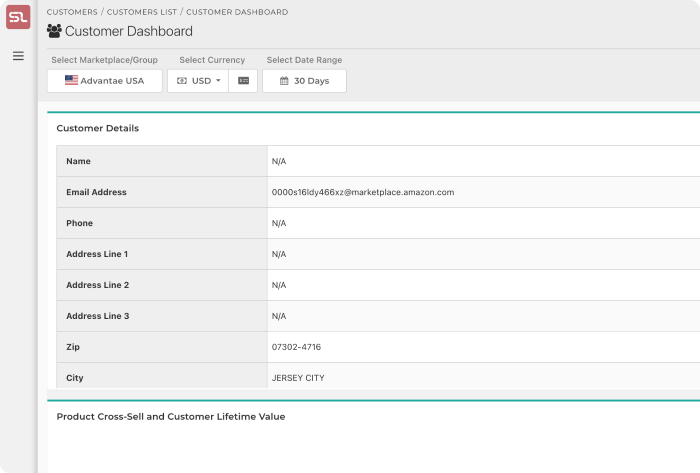 SL
CUSTOMERS / CUSTOMERS LIST / CUSTOMER DASHBOARD
Customer Dashboard
Select Marketplace/Group Select Currency Select Date Range
Advantae USA USD 30 Days
Customer Details
Name N/A
Email Address 0000s16ldy466xz@marketplace.amazon.com
Phone N/A
Address Line 1 N/A
Address Line 2 N/A
Address Line 3 N/A
Zip 07302-4716
City JERSEY CITY
Product Cross-Sell and Customer Lifetime Value